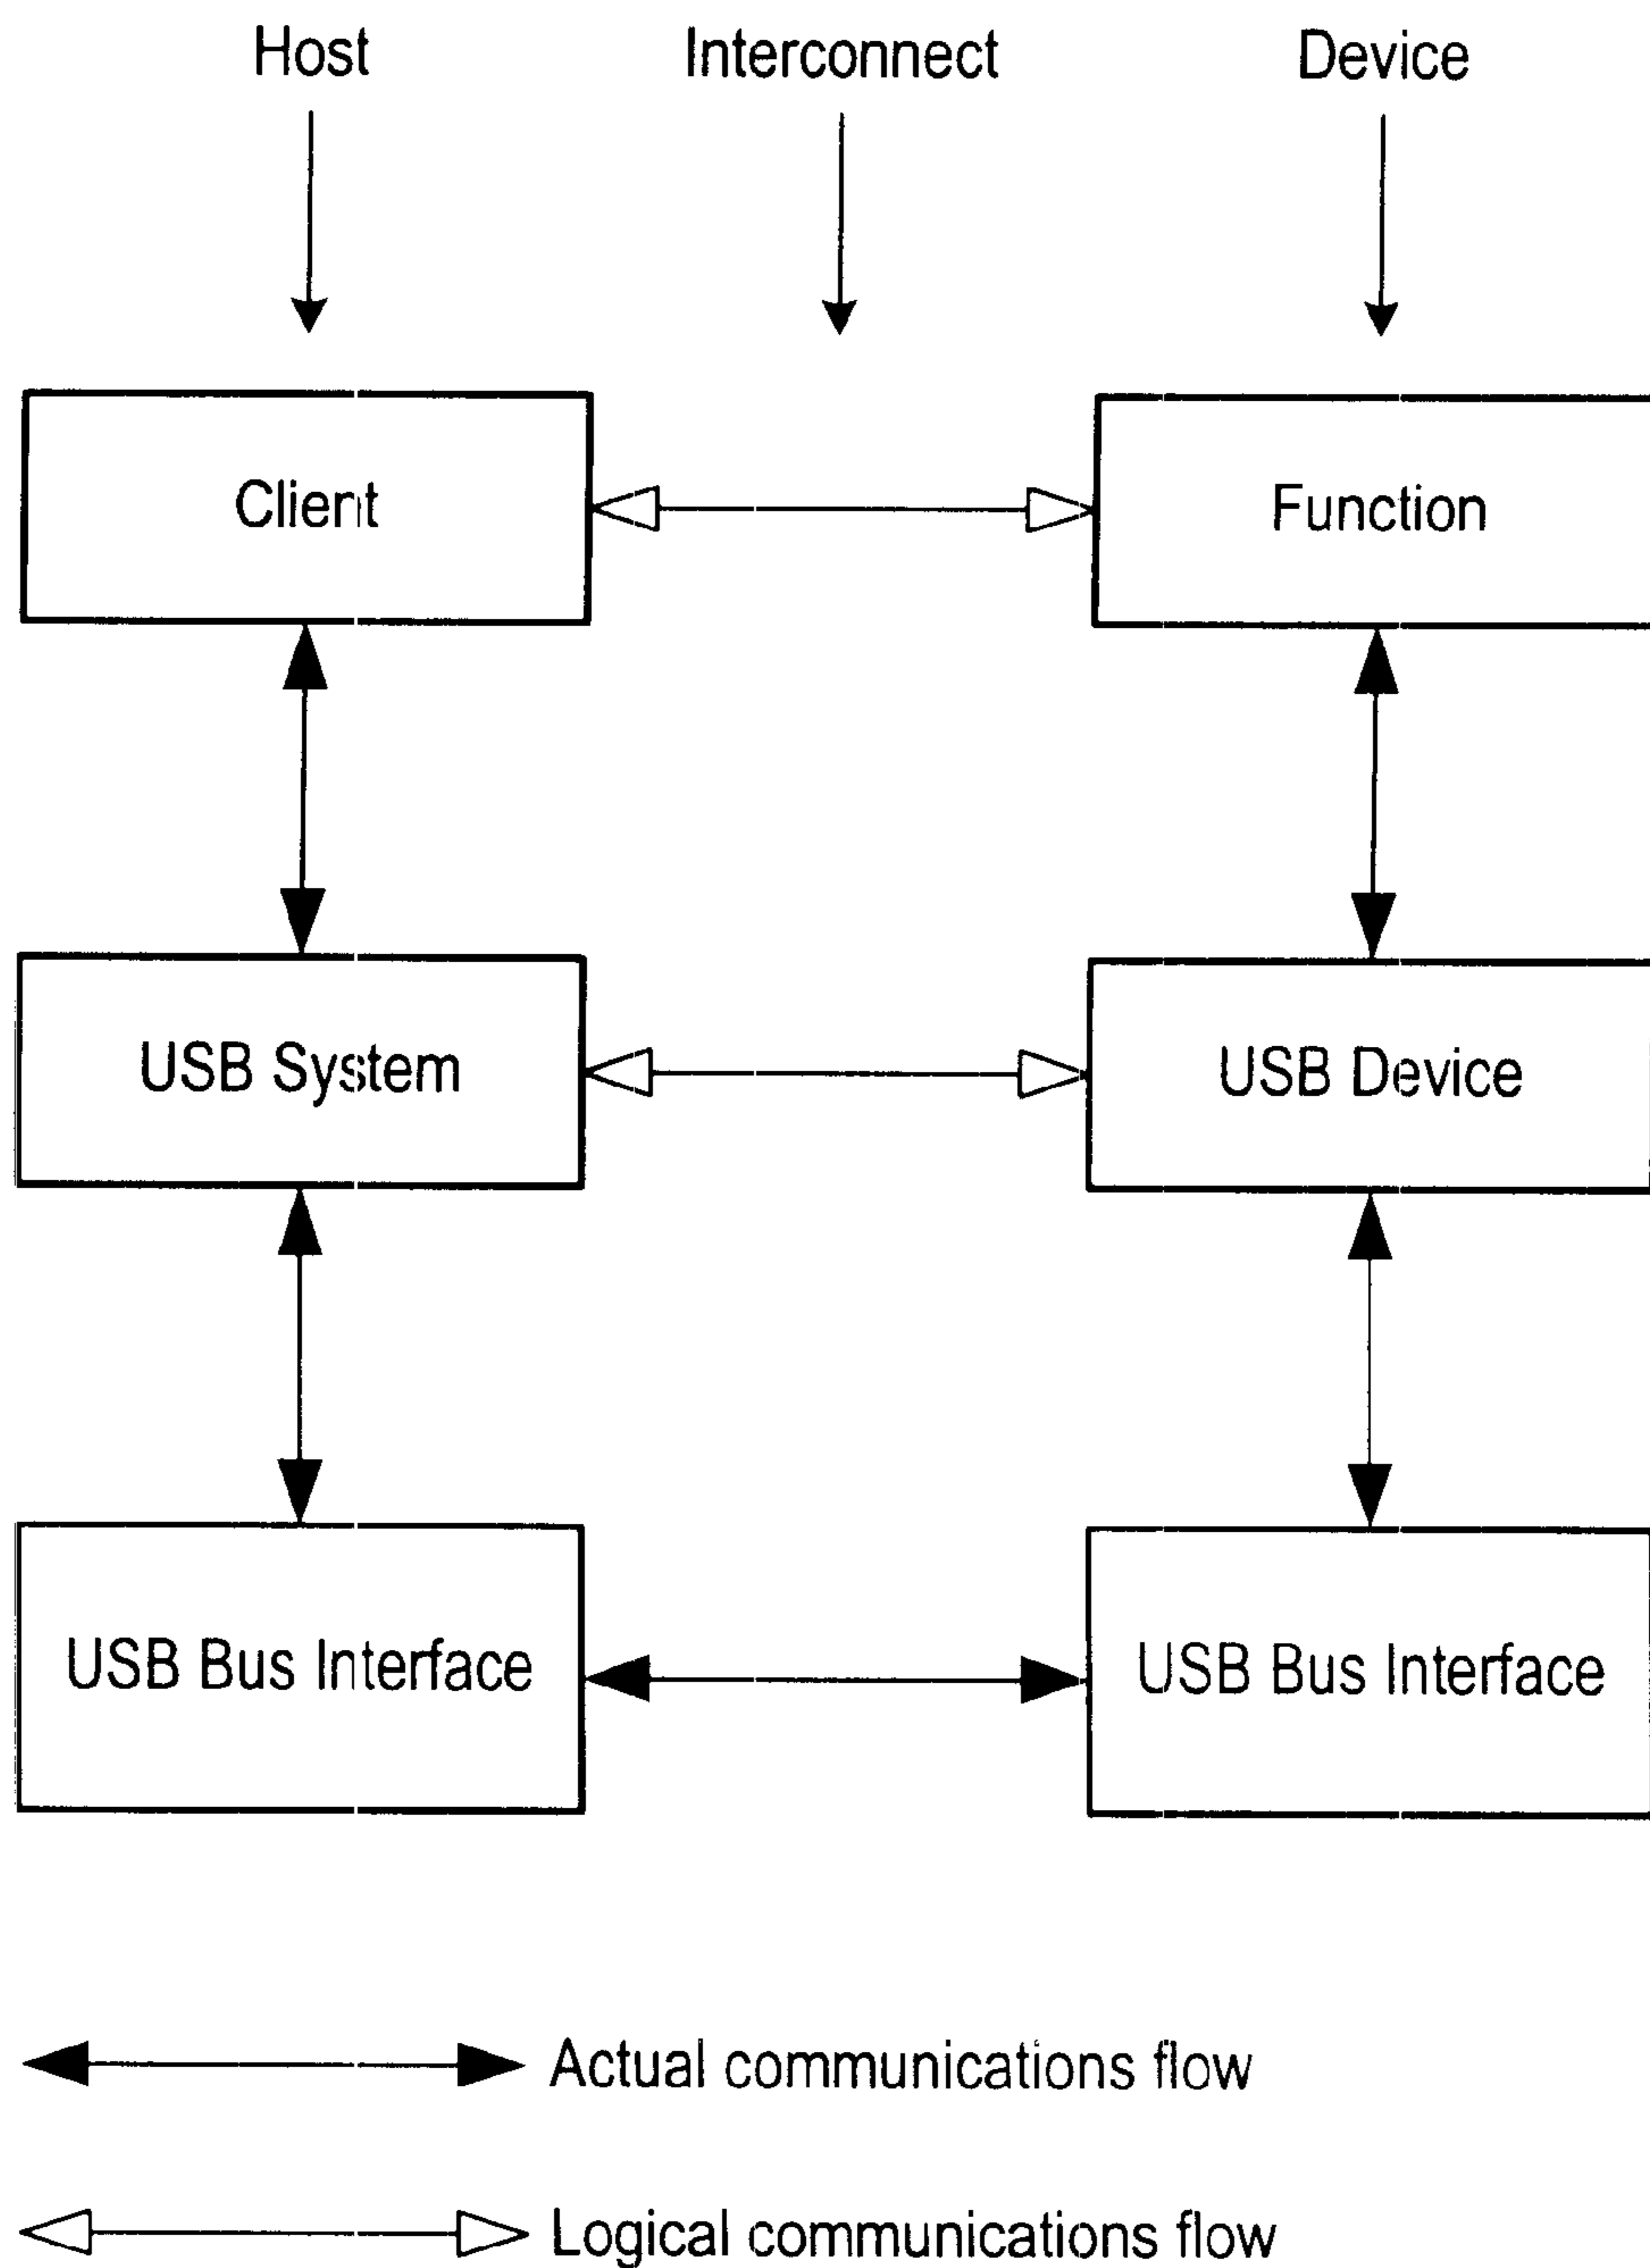 Host
Interconnect
Device
Client
Function
USB System
USB Device
USB Bus Interface
USB Bus Interface
Actual communications flow
Logical communications flow